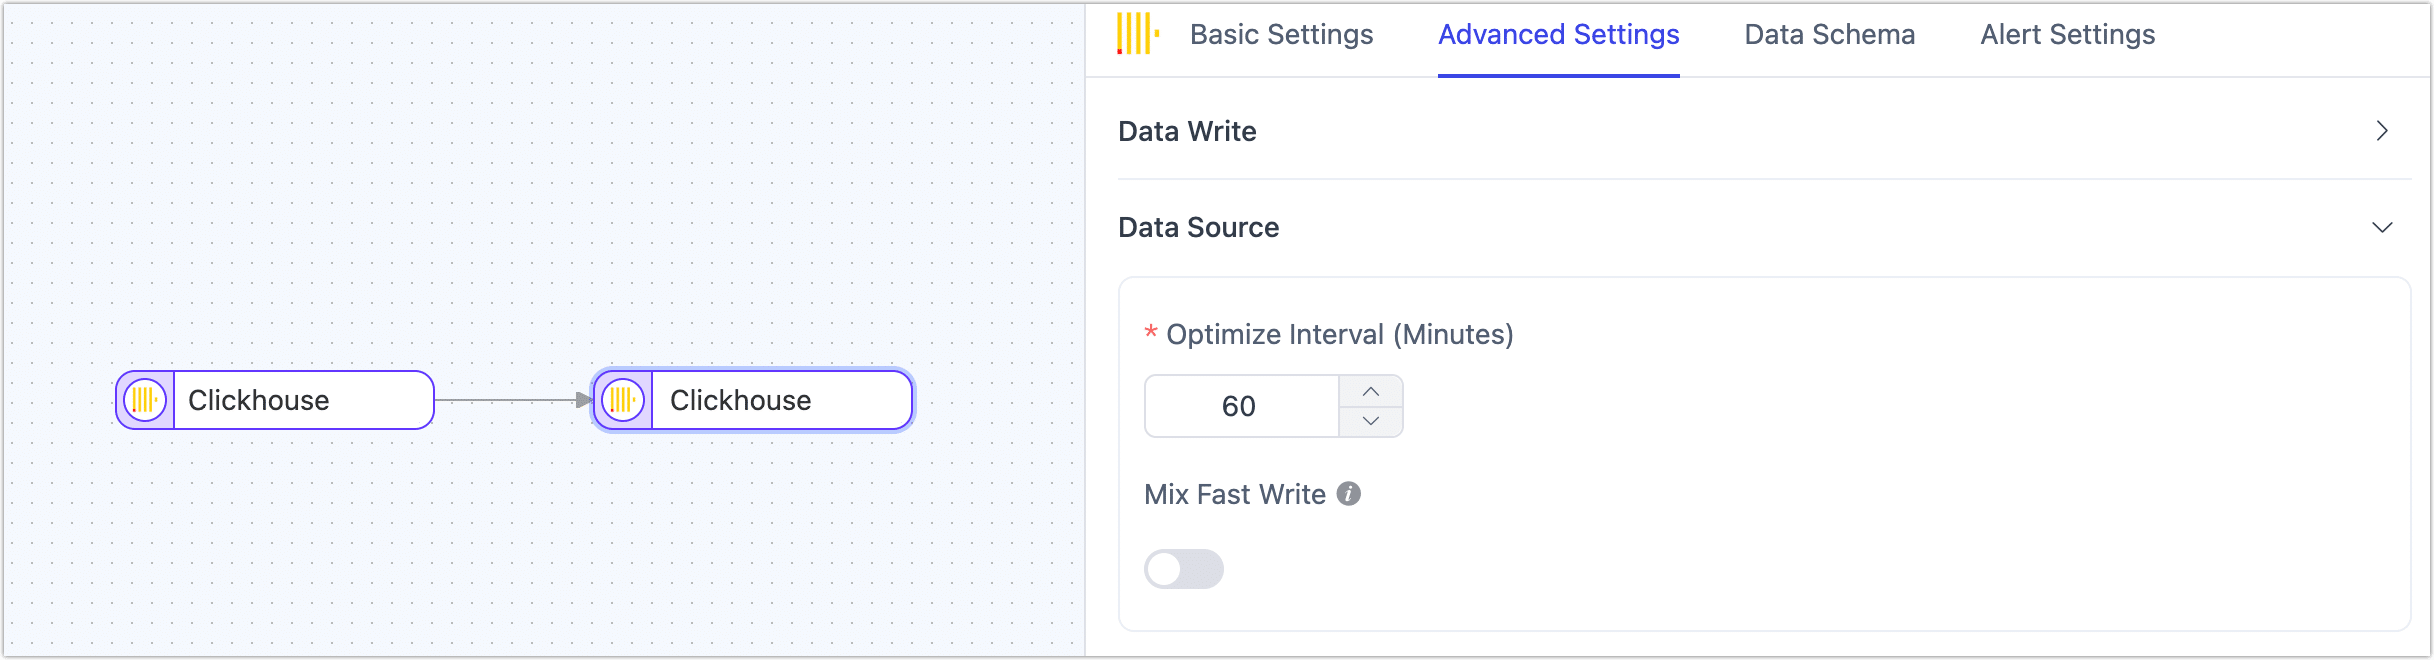 Basic Settings Advanced Settings Data Schema Alert Settings
Data Write
Data Source
* Optimize Interval (Minutes)
60
Mix Fast Write
Clickhouse Clickhouse